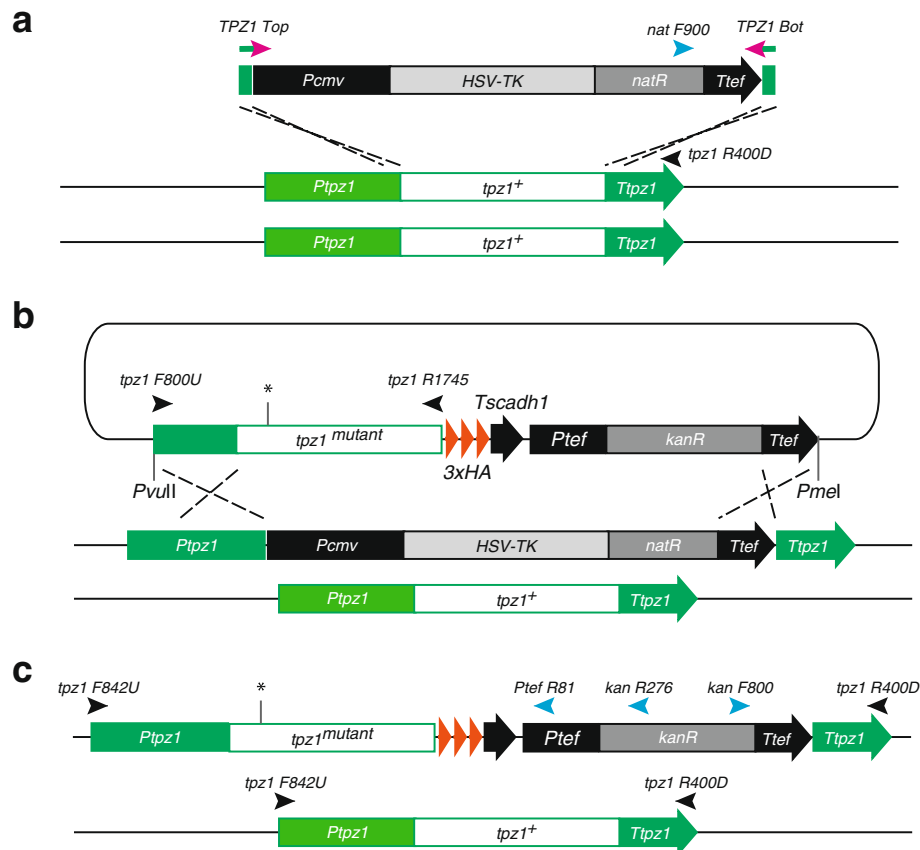 a
TPZ1 Top
nat F900
TPZ1 Bot
Pcmv
HSV-TK
natR
Ttef
tpz1 R400D
Ptpz1
tpz1+
Ttpz1
Ptpz1
tpz1+
Ttpz1
b
tpz1 F800U
*
tpz1 R1745
Tscadh1
tpz1 mutant
Ptef
kanR
Ttef
3xHA
PvuII
PmeI
Ptpz1
Pcmv
HSV-TK
natR
Ttef
Ttpz1
Ptpz1
tpz1+
Ttpz1
c
tpz1 F842U
*
Ptef R81
kan R276
kan F800
tpz1 R400D
Ptpz1
tpz1 mutant
Ptef
kanR
Ttef
Ttpz1
tpz1 F842U
tpz1 R400D
Ptpz1
tpz1+
Ttpz1